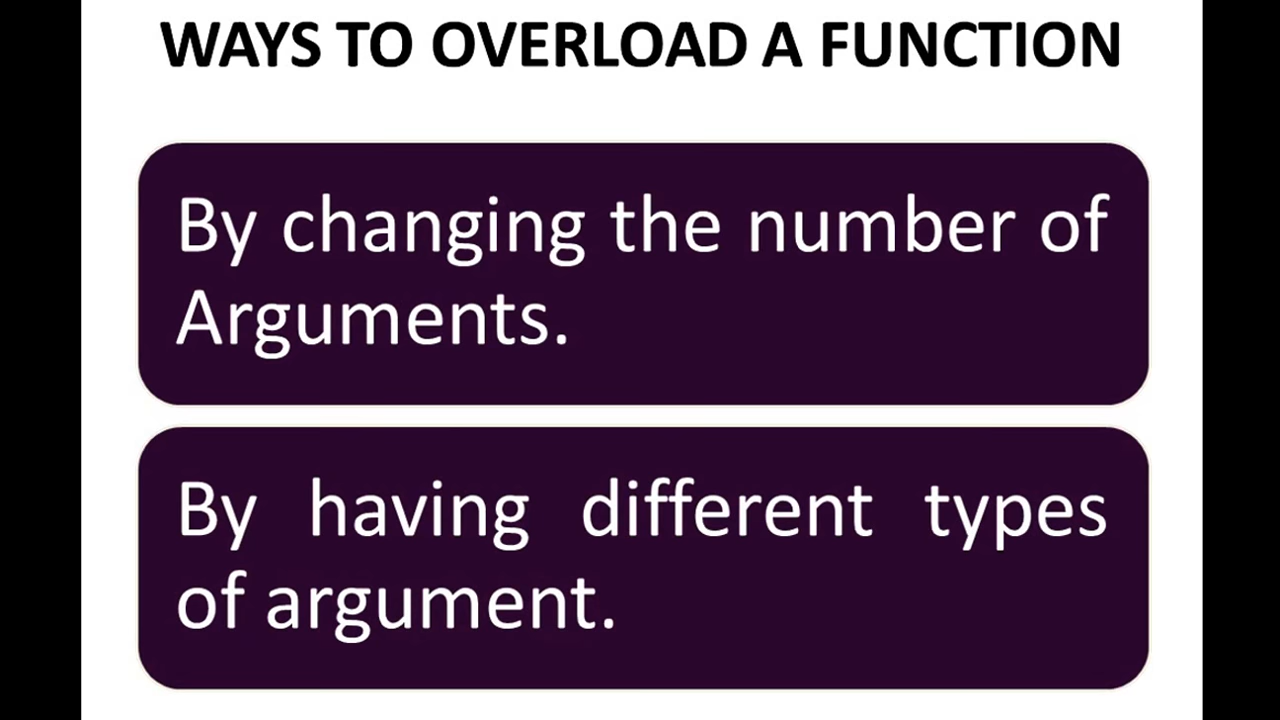 WAYS TO OVERLOAD A FUNCTION
By changing the number of
Arguments.
By having different types
of argument.